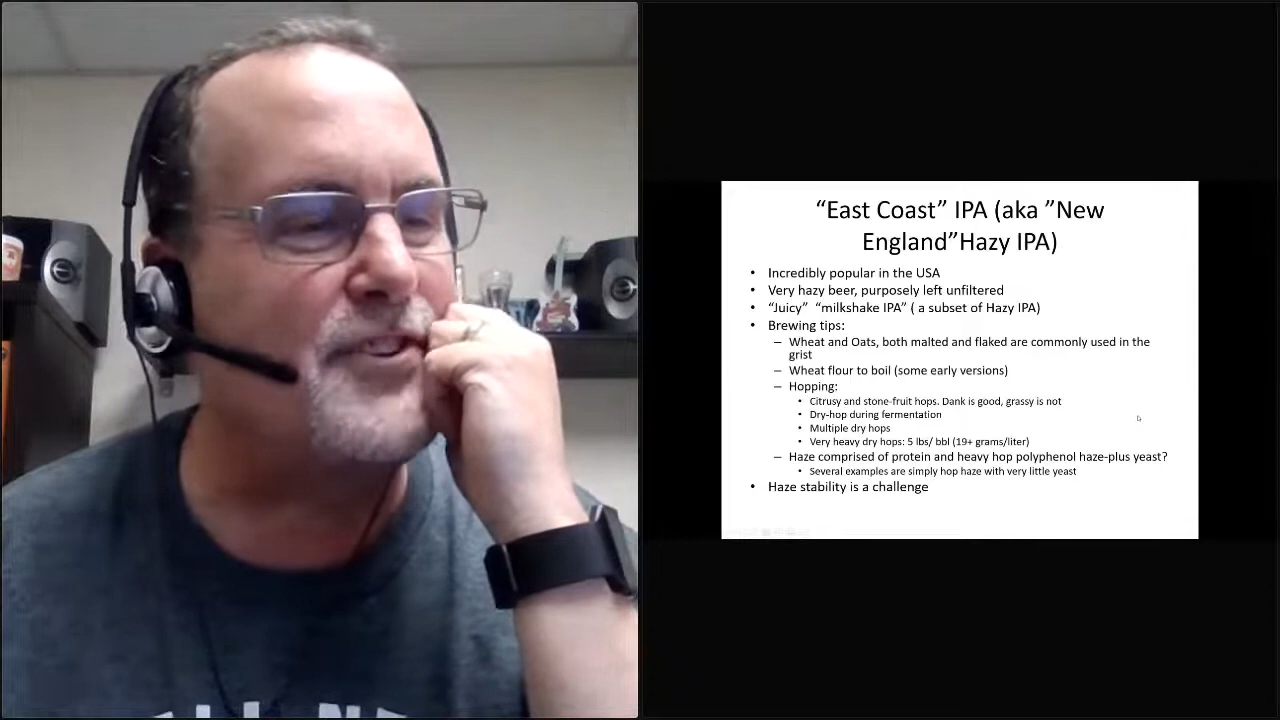 “East Coast” IPA (aka ”New
England”Hazy IPA)
• Incredibly popular in the USA
• Very hazy beer, purposely left unfiltered
• “Juicy” “milkshake IPA” ( a subset of Hazy IPA)
• Brewing tips:
– Wheat and Oats, both malted and flaked are commonly used in the
grist
– Wheat flour to boil (some early versions)
– Hopping:
• Citrusy and stone-fruit hops. Dank is good, grassy is not
• Dry-hop during fermentation
• Multiple dry hops
• Very heavy dry hops: 5 lbs/ bbl (19+ grams/liter)
– Haze comprised of protein and heavy hop polyphenol haze-plus yeast?
• Several examples are simply hop haze with very little yeast
• Haze stability is a challenge